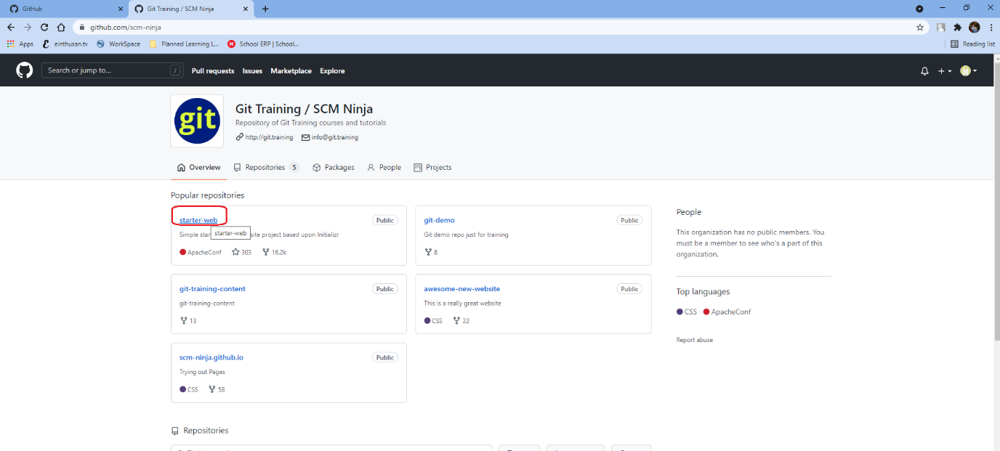 GitHub
Git Training / SCM Ninja
github.com/scm-ninja
Apps
einthusan.tv
WorkSpace
Planned Learning L...
School ERP | School...
Reading list
Search or jump to...
/
Pull requests
Issues
Marketplace
Explore
git
Git Training / SCM Ninja
Repository of Git Training courses and tutorials
http://git.training
info@git.training
Overview
Repositories 5
Packages
People
Projects
Popular repositories
starter-web
Public
starter-web
Simple star site project based upon Initializr
ApacheConf 303 16.2k
git-demo
Public
Git demo repo just for training
8
git-training-content
Public
git-training-content
13
awesome-new-website
Public
This is a really great website
CSS 22
scm-ninja.github.io
Public
Trying out Pages
CSS 58
People
This organization has no public members. You
must be a member to see who's a part of this
organization.
Top languages
CSS ApacheConf
Report abuse
Repositories